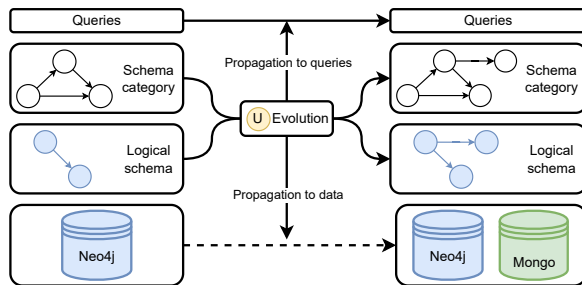 Queries
Queries
Schema
category
Propagation to queries
Schema
category
U Evolution
Logical
schema
Logical
schema
Propagation to data
Neo4j
Neo4j
Mongo